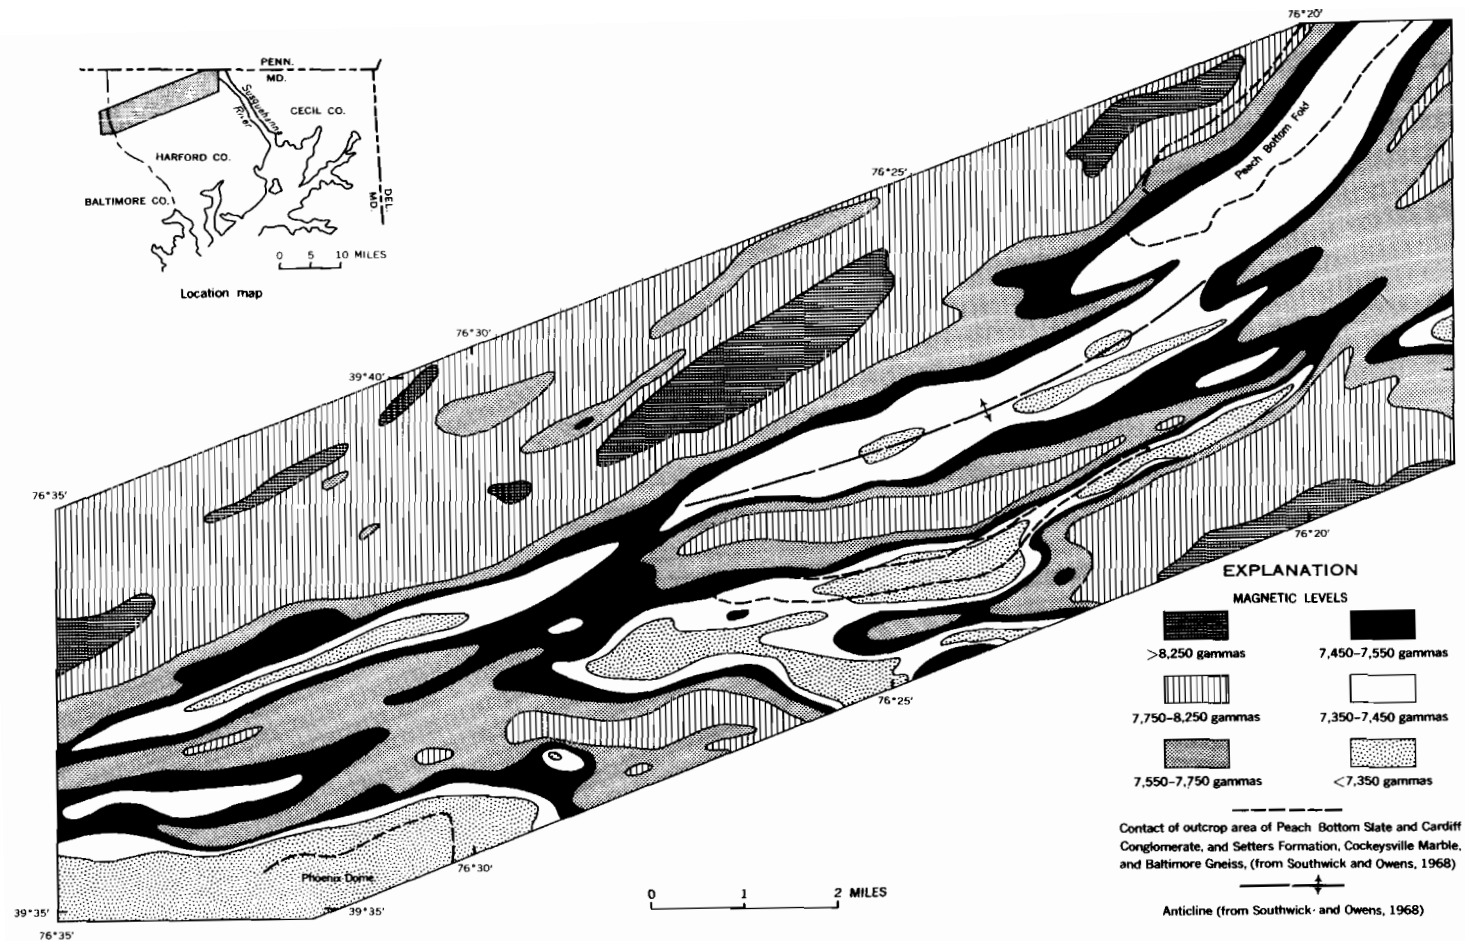 76°20'
PENN.
MD.
Susquehanna
River
CECIL CO.
HARFORD CO.
BALTIMORE CO.
DEL.
MD.
0 5 10 MILES
Location map
Peach Bottom Fold
76°25'
76°30'
39°40'
76°35'
76°20'
EXPLANATION
MAGNETIC LEVELS
>8,250 gammas
7,450-7,550 gammas
7,750-8,250 gammas
7,350-7,450 gammas
7,550-7,750 gammas
<7,350 gammas
Contact of outcrop area of Peach Bottom Slate and Cardiff
Conglomerate, and Setters Formation, Cockeysville Marble,
and Baltimore Gneiss, (from Southwick and Owens, 1968)
Anticline (from Southwick and Owens, 1968)
76°25'
76°30'
Phoenix Dome
0 1 2 MILES
39°35'
39°35'
76°35'